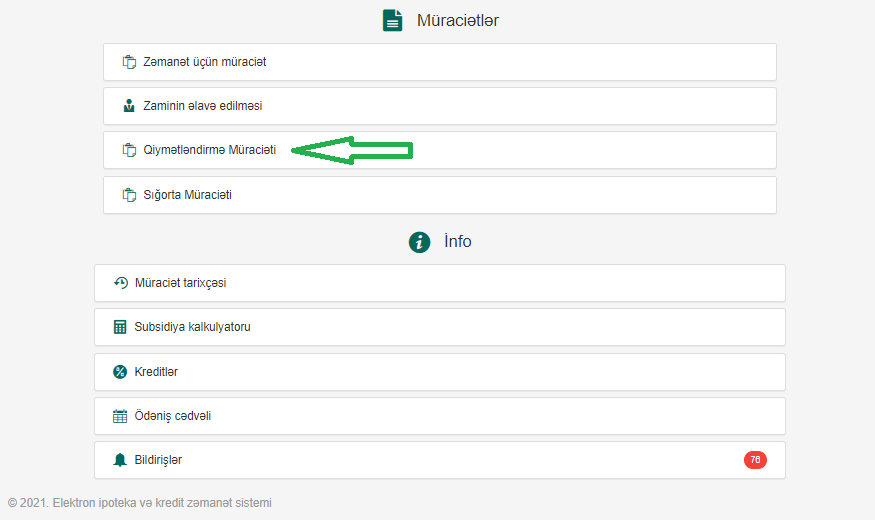 Müraciətlər
Zəmanət üçün müraciət
Zaminin əlavə edilməsi
Qiymətləndirmə Müraciəti
Sığorta Müraciəti
İnfo
Müraciət tarixçəsi
Subsidiya kalkulyatoru
Kreditlər
Ödəniş cədvəli
Bildirişlər 76
© 2021. Elektron ipoteka və kredit zəmanət sistemi